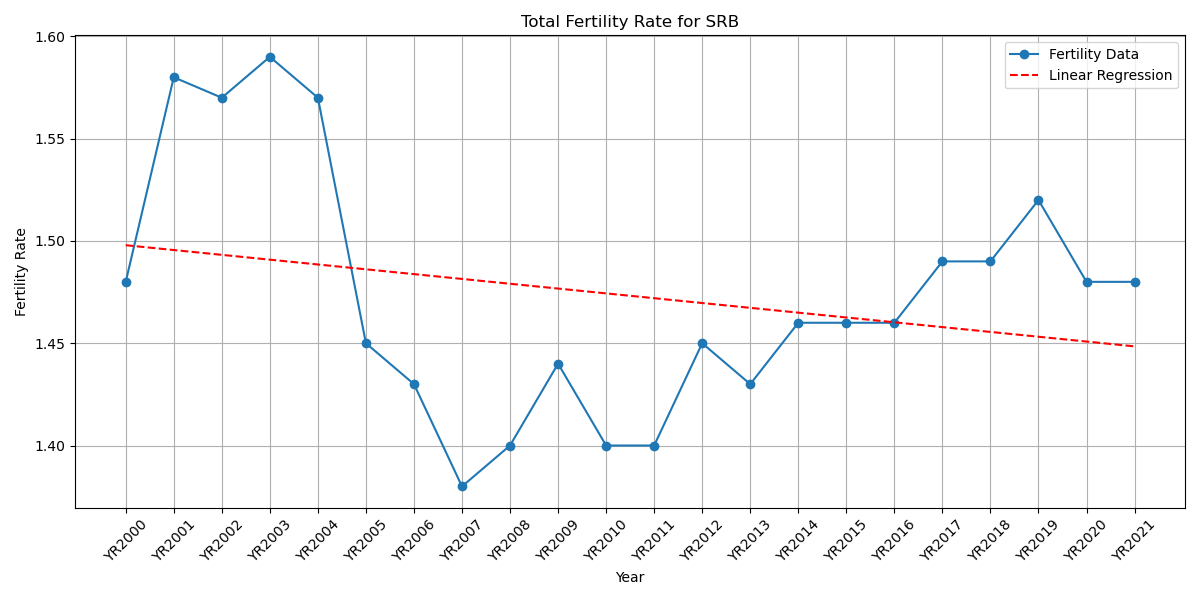 Total Fertility Rate for SRB
Fertility Data
Linear Regression
Fertility Rate
1.60
1.55
1.50
1.45
1.40
YR2000
YR2001
YR2002
YR2003
YR2004
YR2005
YR2006
YR2007
YR2008
YR2009
YR2010
YR2011
YR2012
YR2013
YR2014
YR2015
YR2016
YR2017
YR2018
YR2019
YR2020
YR2021
Year